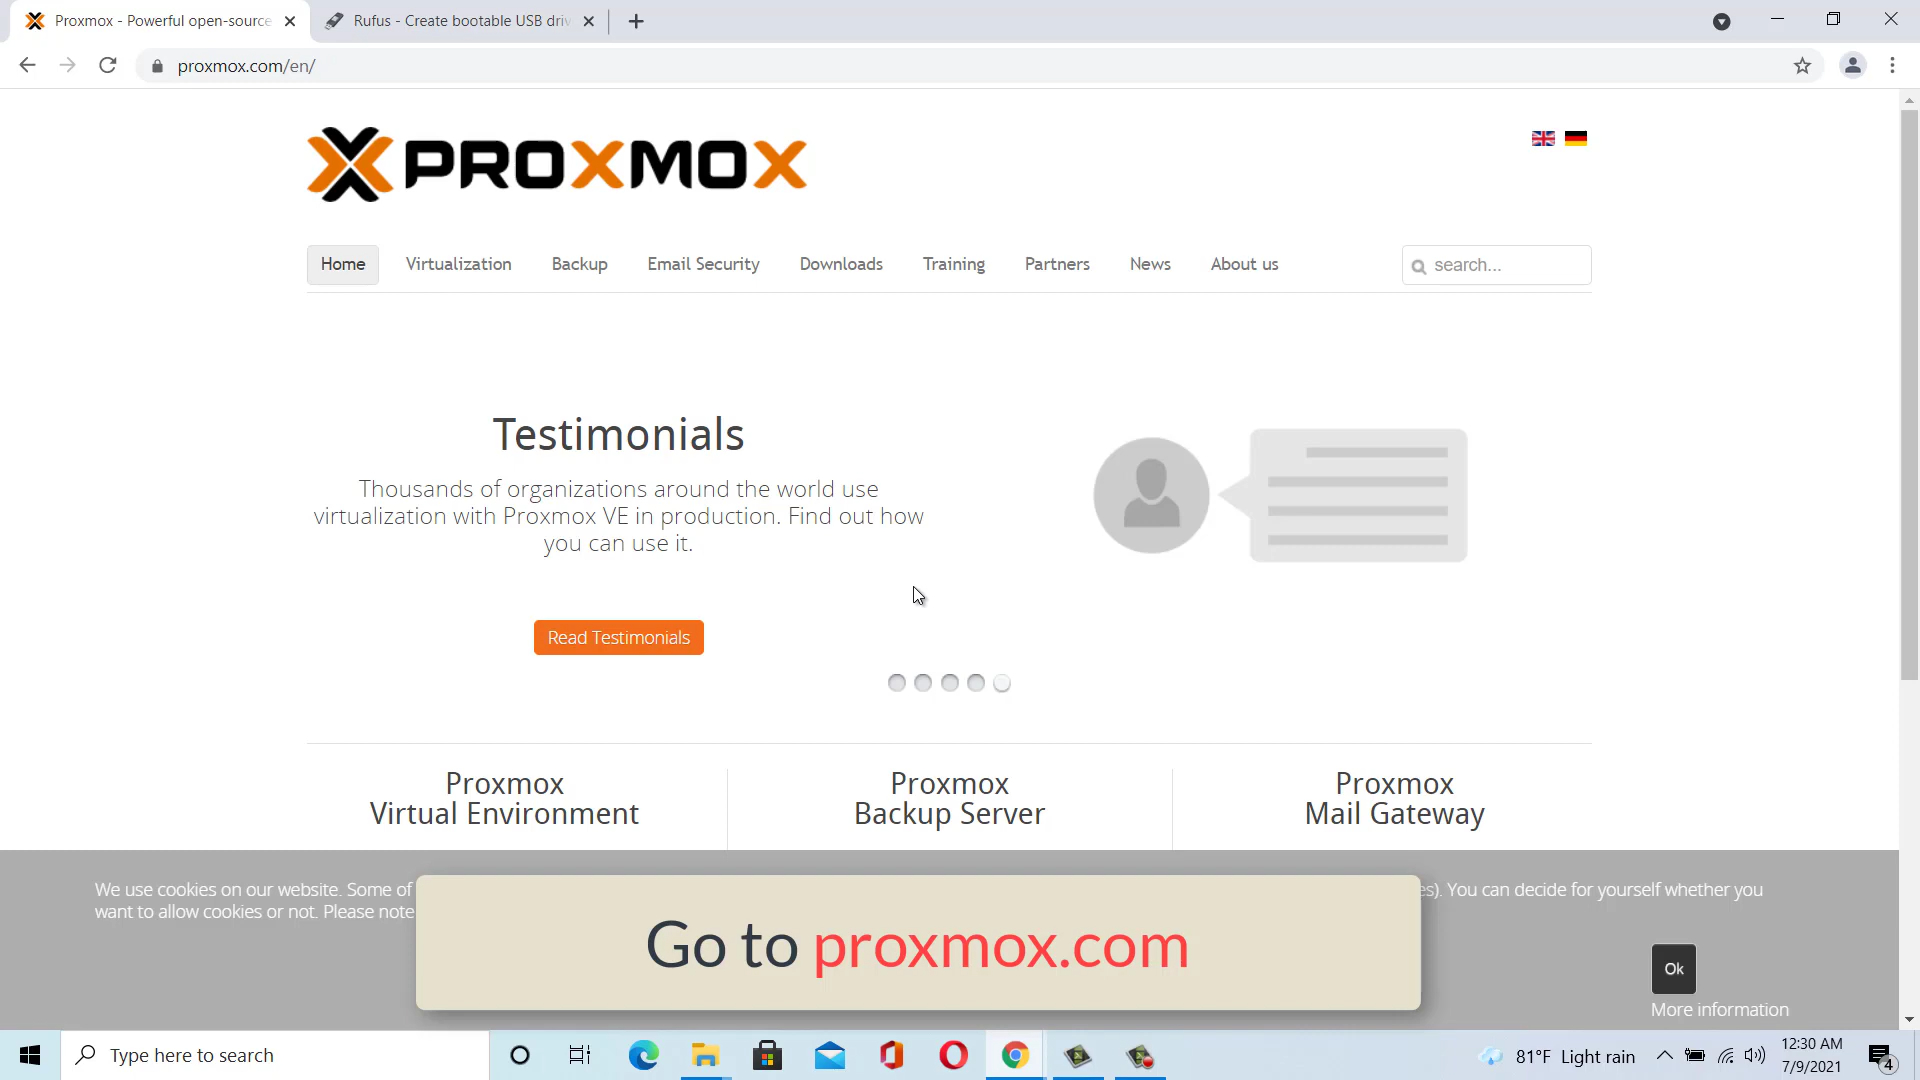 Proxmox - Powerful open-source
Rufus - Create bootable USB driv
proxmox.com/en/
PROXMOX
Home
Virtualization
Backup
Email Security
Downloads
Training
Partners
News
About us
search...
Testimonials
Thousands of organizations around the world use
virtualization with Proxmox VE in production. Find out how
you can use it.
Read Testimonials
Proxmox
Virtual Environment
Proxmox
Backup Server
Proxmox
Mail Gateway
We use cookies on our website. Some of
es). You can decide for yourself whether you
want to allow cookies or not. Please note
Go to proxmox.com
Ok
More information
Type here to search
81°F Light rain
12:30 AM
7/9/2021
4